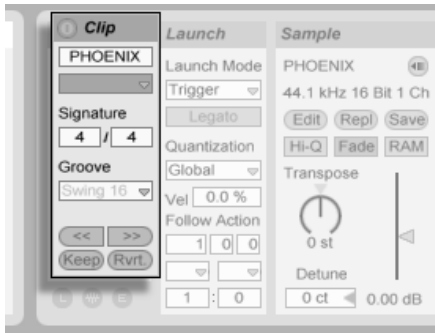 Clip
PHOENIX
Signature
4 / 4
Groove
Swing 16
<< >>
Keep Rvrt.
Launch
Launch Mode
Trigger
Legato
Quantization
Global
Vel 0.0 %
Follow Action
1 0 0
1 : 0
Sample
PHOENIX
44.1 kHz 16 Bit 1 Ch
Edit Repl Save
Hi-Q Fade RAM
Transpose
0 st
Detune
0 ct 0.00 dB
L E